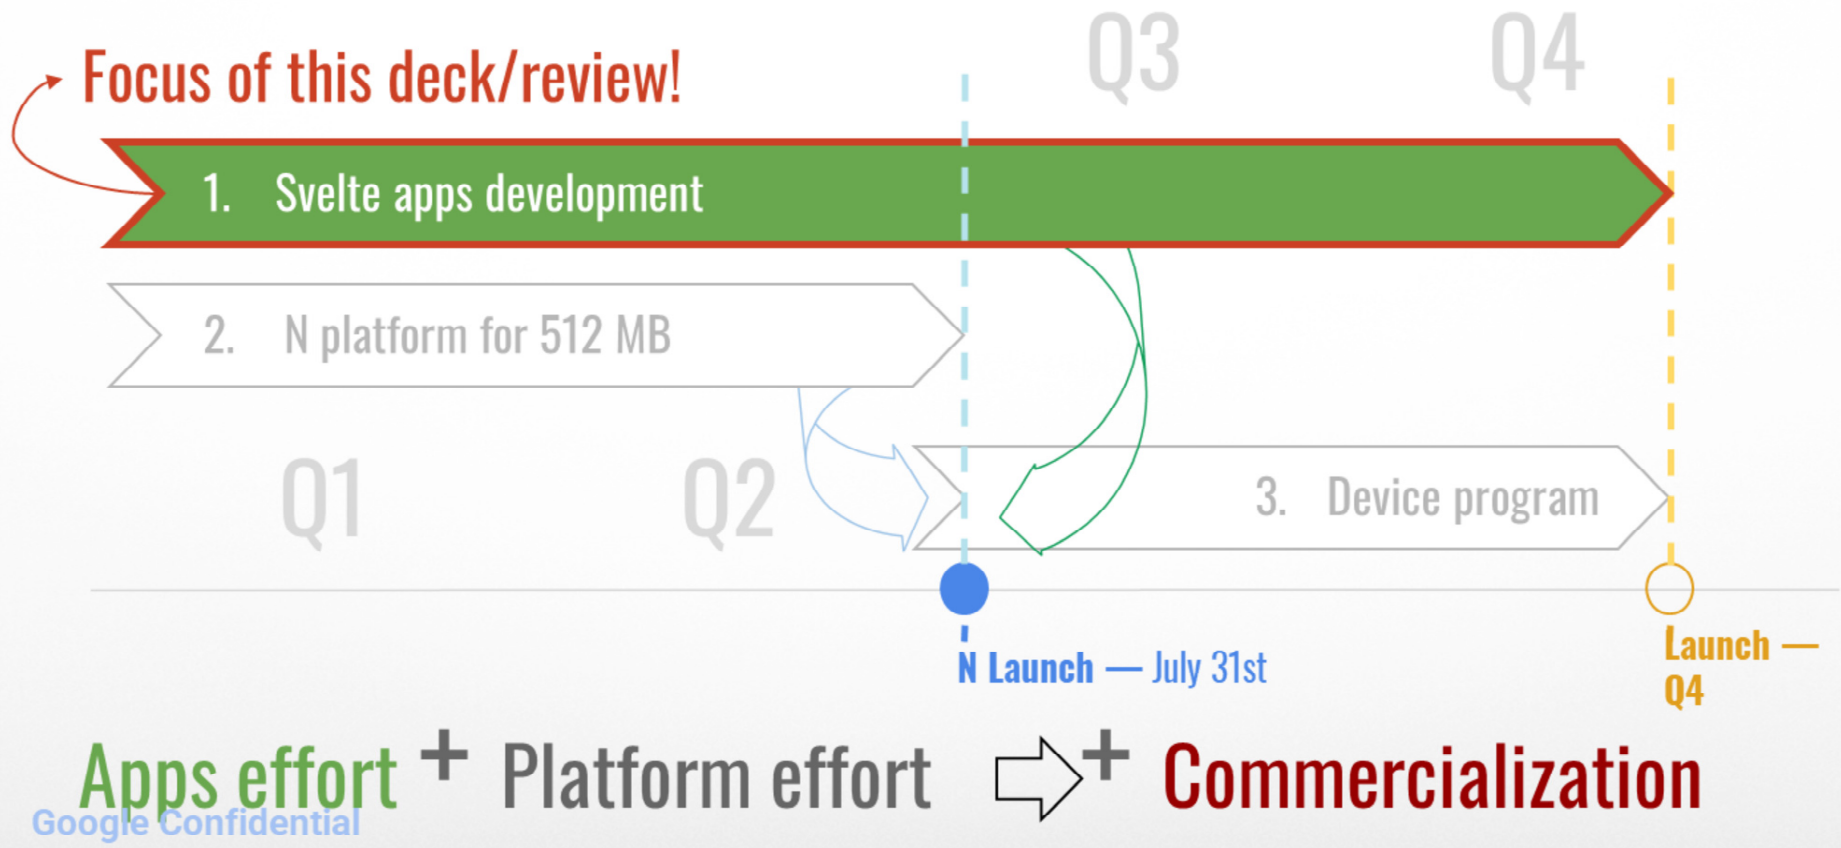 Q3
Q4
Focus of this deck/review!
1. Svelte apps development
2. N platform for 512 MB
Q1
Q2
3. Device program
N Launch — July 31st
Launch —
Q4
Apps effort + Platform effort + Commercialization
Google Confidential